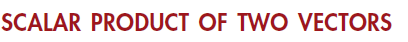 SCALAR PRODUCT OF TWO VECTORS